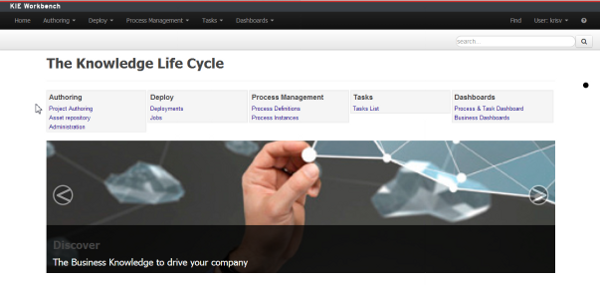 KIE Workbench
Home Authoring Deploy Process Management Tasks Dashboards Find User: krisv
search...
The Knowledge Life Cycle
Authoring Deploy Process Management Tasks Dashboards
Project Authoring Deployments Process Definitions Tasks List Process & Task Dashboard
Asset repository Jobs Process Instances Business Dashboards
Administration
Discover
The Business Knowledge to drive your company